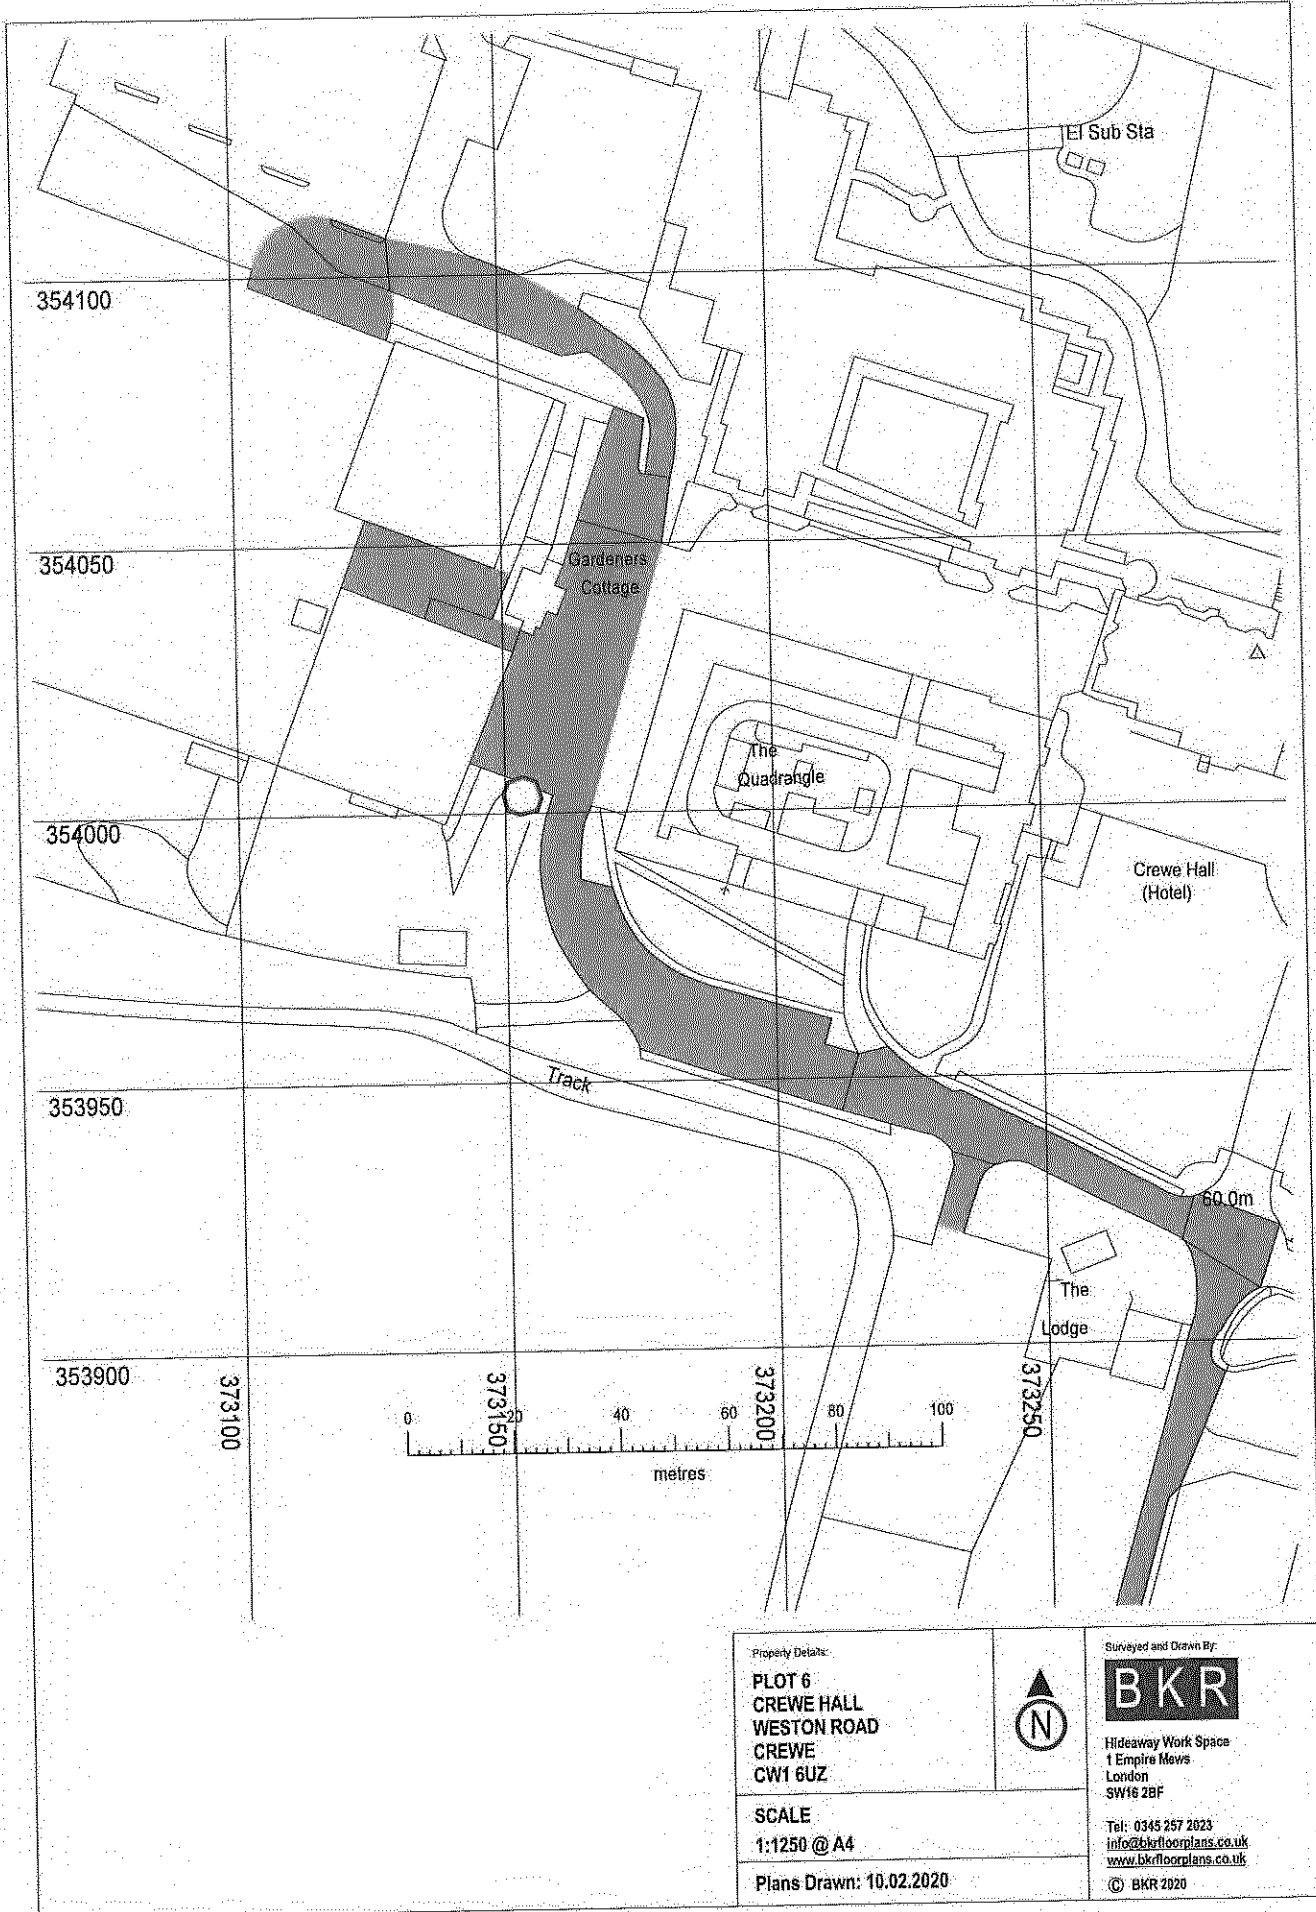 El Sub Sta
354100
354050
Gardeners
Cottage
The
Quadrangle
354000
Crewe Hall
(Hotel)
Track
353950
60.0m
The
Lodge
353900
373100
373150
373200
373250
0 20 40 60 80 100
metres
Property Details:
PLOT 6
CREWE HALL
WESTON ROAD
CREWE
CW1 6UZ
SCALE
1:1250 @ A4
Plans Drawn: 10.02.2020
N
Surveyed and Drawn By:
BKR
Hideaway Work Space
1 Empire Mews
London
SW16 2BF
Tel: 0345 257 2023
info@bkrfloorplans.co.uk
www.bkrfloorplans.co.uk
© BKR 2020